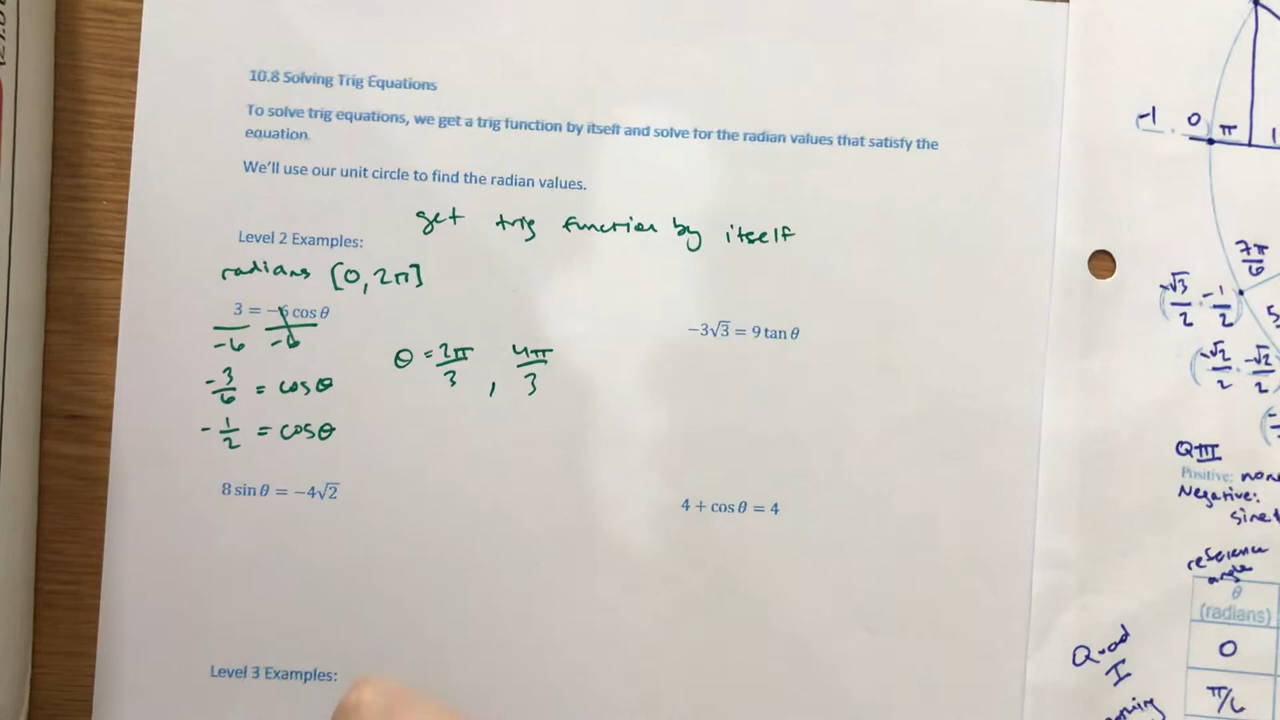 10.8 Solving Trig Equations
To solve trig equations, we get a trig function by itself and solve for the radian values that satisfy the
equation.
We'll use our unit circle to find the radian values.
get trig function by itself
Level 2 Examples:
radians [0, 2π]
3 = −6 cos θ
-6 -6
-3/6 = cosθ
-1/2 = cosθ
θ = 2π/3 , 4π/3
−3√3 = 9 tan θ
8 sin θ = −4√2
4 + cos θ = 4
Level 3 Examples:
-1 . 0 π
7π/6
-√3/2 . -1/2
-√2/2 . -√2/2
QIII
Positive:
Negative:
reference
angle
θ
(radians)
0
π/6
Quad
I